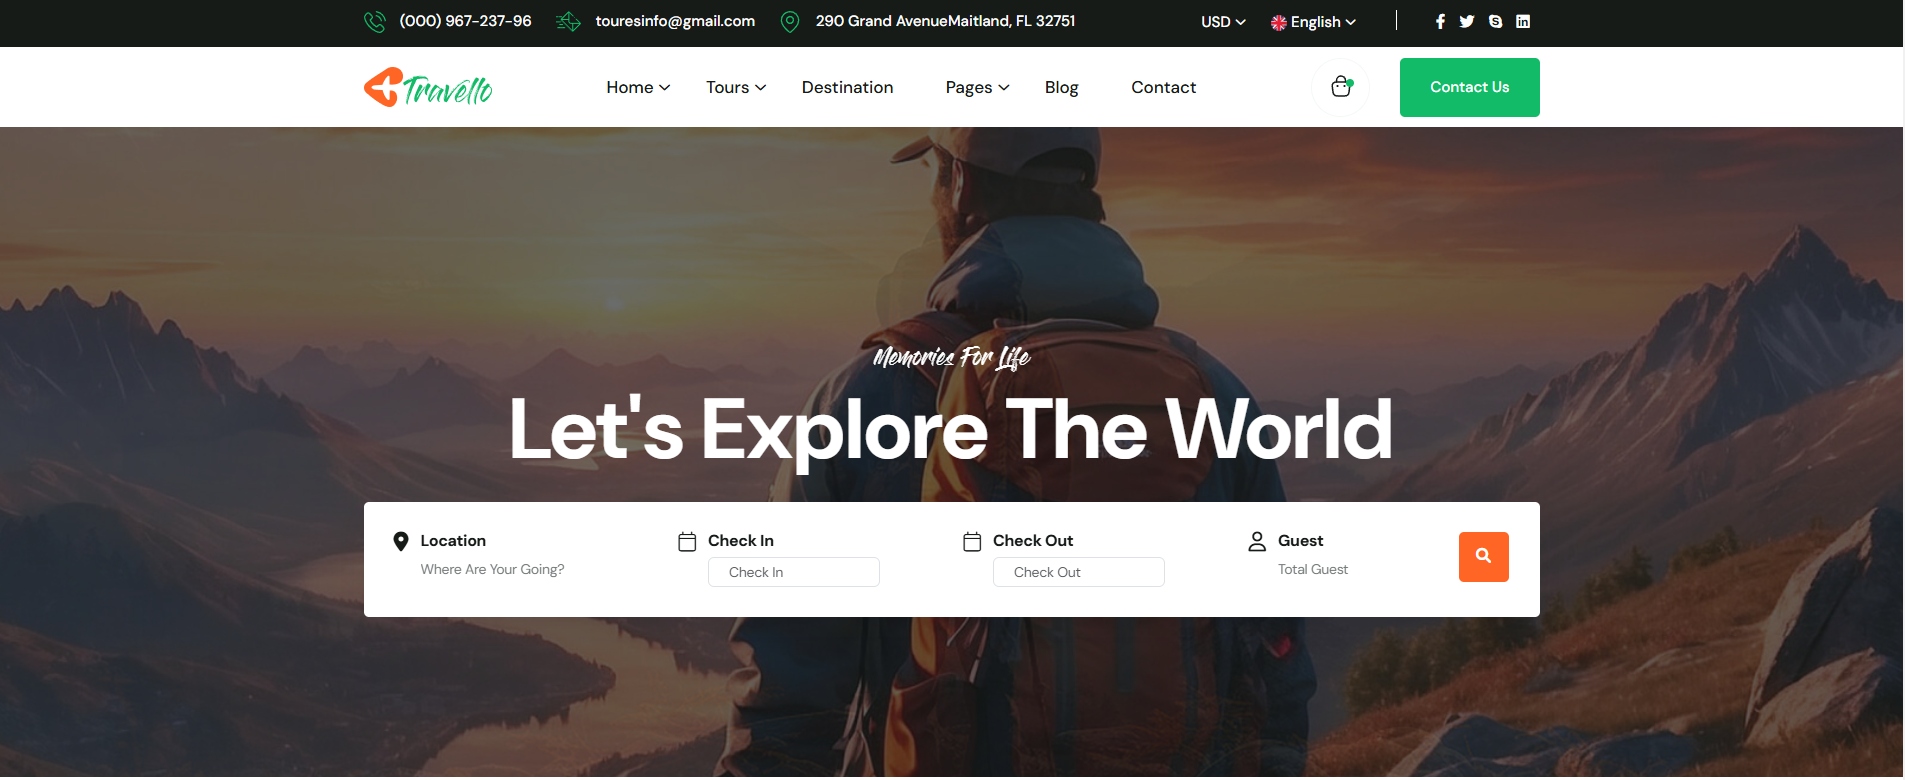 (000) 967-237-96 touresinfo@gmail.com 290 Grand AvenueMaitland, FL 32751 USD English
Travello Home Tours Destination Pages Blog Contact Contact Us
Memories For Life
Let's Explore The World
Location Check In Check Out Guest
Where Are Your Going? Check In Check Out Total Guest